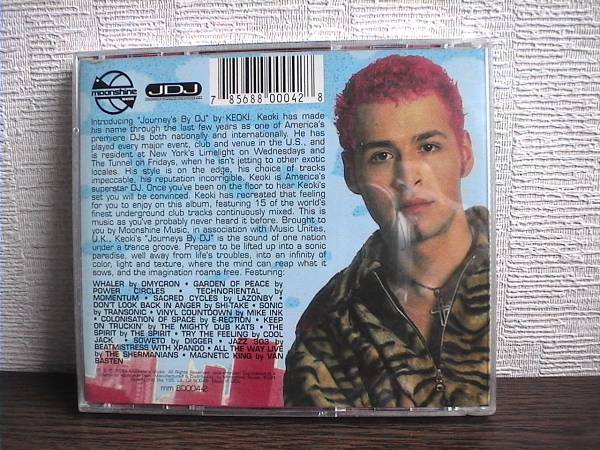 moonshine
JDJ
7 85688 00042 8
Introducing "Journey's By DJ" by KEOKI. Keoki has made
his name through the last few years as one of America's
premiere DJs both nationally and internationally. He has
played every major event, club and venue in the U.S., and
is resident at New York's Limelight on Wednesdays and
The Tunnel on Fridays, when he isn't jetting to other exotic
locales. His style is on the edge, his choice of tracks
impeccable, his reputation incorrigible. Keoki is America's
superstar DJ. Once you've been on the floor to hear Keoki's
set you will be convinced. Keoki has recreated that feeling
for you to enjoy on this album, featuring 15 of the world's
finest underground club tracks continuously mixed. This is
music as you've probably never heard it before. Brought to
you by Moonshine Music, in association with Music Unites,
U.K., Keoki's "Journeys By DJ" is the sound of one nation
under a trance groove. Prepare to be lifted up into a sonic
paradise, well away from life's troubles, into an infinity of
color, light and texture, where the mind can reap what it
sows, and the imagination roams free. Featuring:
WHALER by OMYCRON • GARDEN OF PEACE by
POWER CIRCLES • TECHNORIENTAL by
MOMENTUM • SACRED CYCLES by LAZONBY •
DON'T LOOK BACK IN ANGER by SHI-TAKE • SONIC
by TRANSONIC • VINYL COUNTDOWN by MIKE INK
• COLONISATION OF SPACE by E-RECTION • KEEP
ON TRUCKIN' by THE MIGHTY DUB KATS • THE
SPIRIT by THE SPIRIT • TRY THE FEELING by COOL
JACK • SOWETO by DIGGER • JAZZ 303 by
BEATMISTRESS WITH XPANDO • ALL THE WAY LIVE
by THE SHERMANIANS • MAGNETIC KING by VAN
BASTEN
mm 80004-2